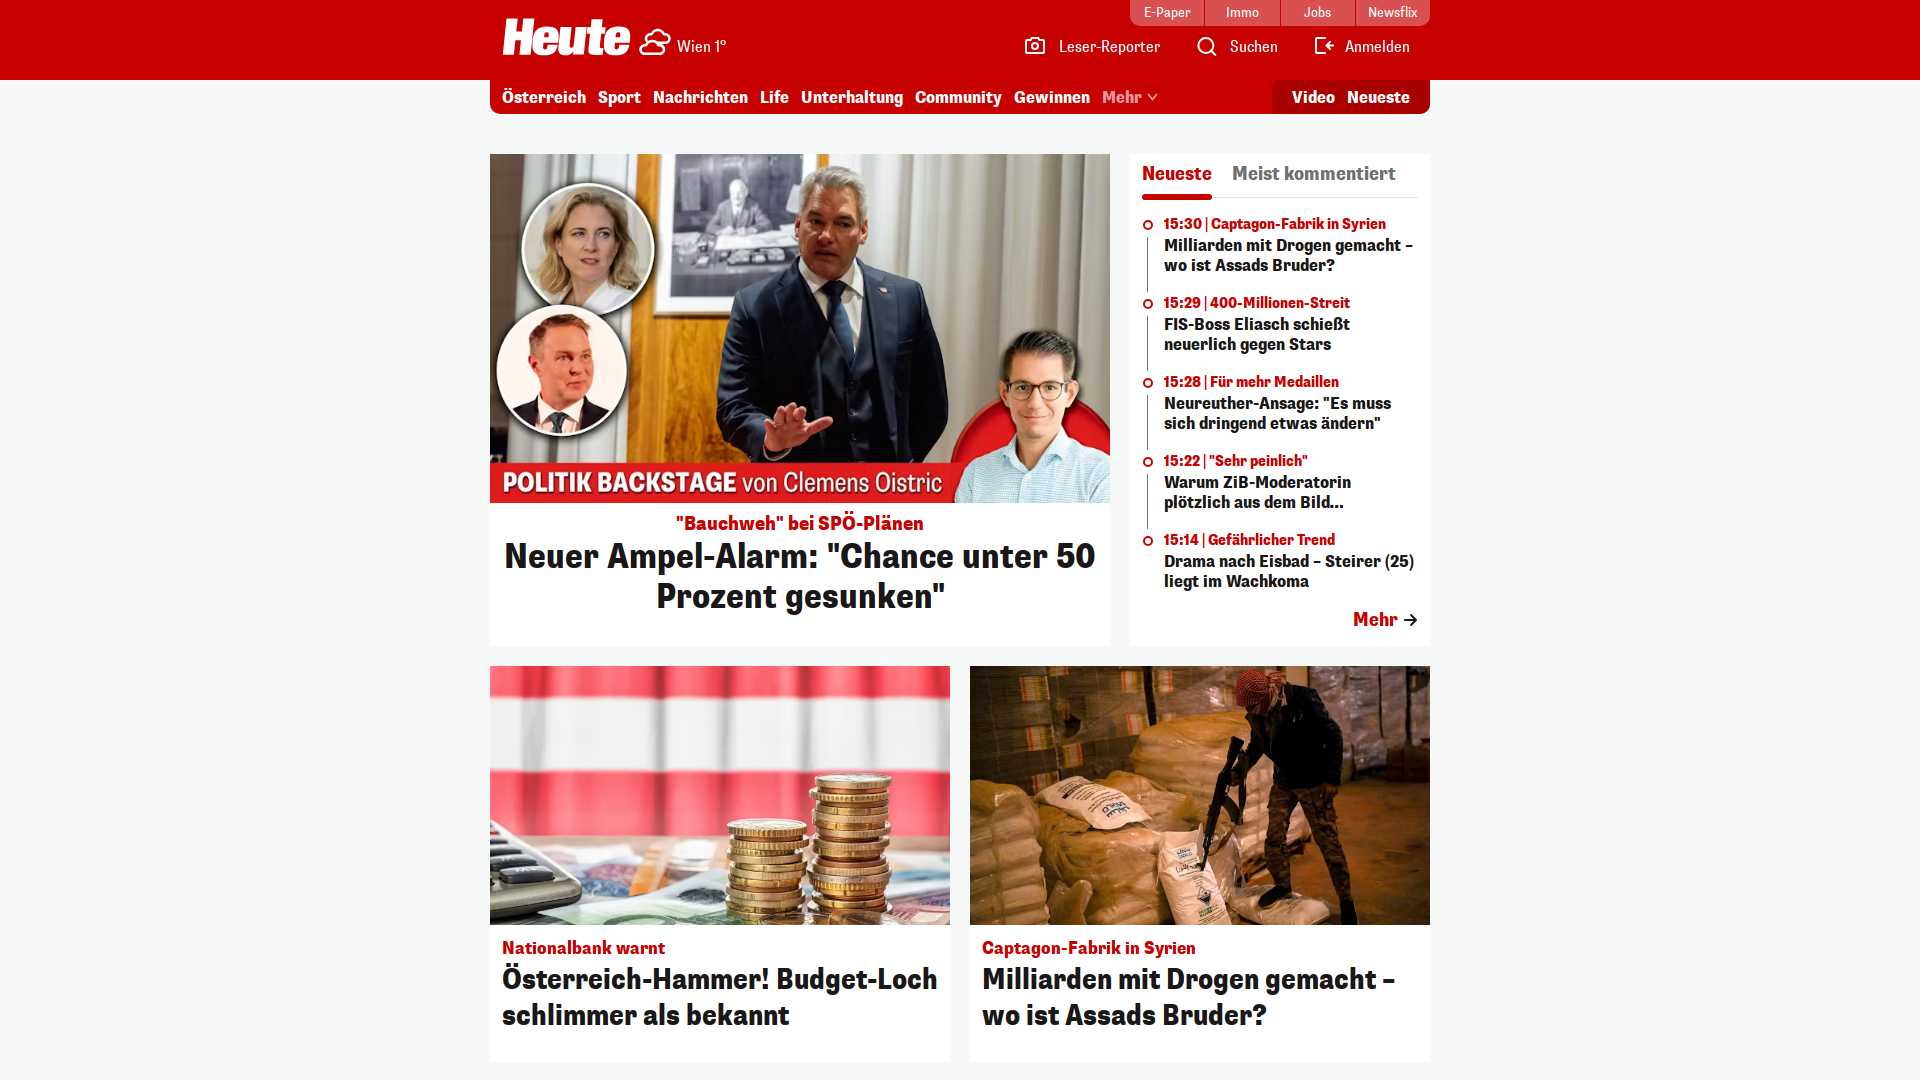 E-Paper
Immo
Jobs
Newsflix
Heute
Wien 1°
Leser-Reporter
Suchen
Anmelden
Österreich
Sport
Nachrichten
Life
Unterhaltung
Community
Gewinnen
Mehr
Video
Neueste
POLITIK BACKSTAGE von Clemens Oistric
"Bauchweh" bei SPÖ-Plänen
Neuer Ampel-Alarm: "Chance unter 50
Prozent gesunken"
Neueste
Meist kommentiert
15:30 | Captagon-Fabrik in Syrien
Milliarden mit Drogen gemacht –
wo ist Assads Bruder?
15:29 | 400-Millionen-Streit
FIS-Boss Eliasch schießt
neuerlich gegen Stars
15:28 | Für mehr Medaillen
Neureuther-Ansage: "Es muss
sich dringend etwas ändern"
15:22 | "Sehr peinlich"
Warum ZiB-Moderatorin
plötzlich aus dem Bild...
15:14 | Gefährlicher Trend
Drama nach Eisbad – Steirer (25)
liegt im Wachkoma
Mehr
Nationalbank warnt
Österreich-Hammer! Budget-Loch
schlimmer als bekannt
Captagon-Fabrik in Syrien
Milliarden mit Drogen gemacht –
wo ist Assads Bruder?